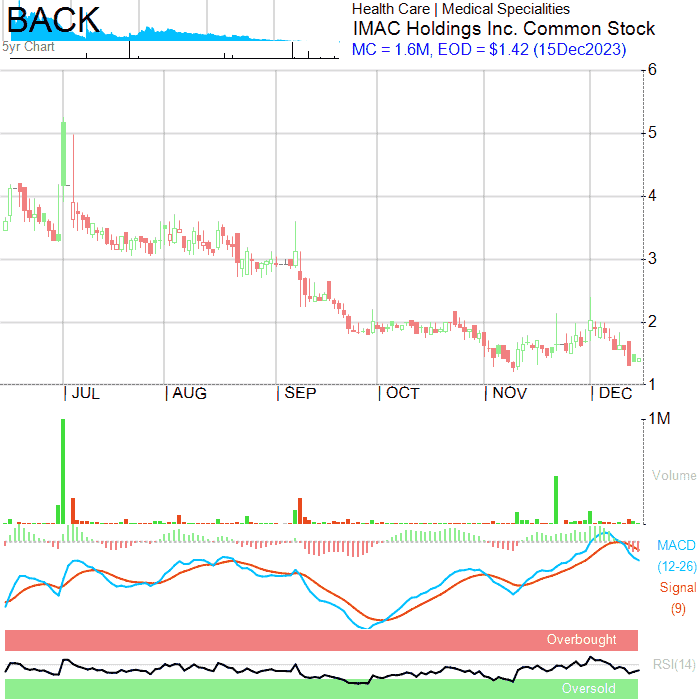 BACK
5yr Chart
Health Care | Medical Specialities
IMAC Holdings Inc. Common Stock
MC = 1.6M, EOD = $1.42 (15Dec2023)
6
5
4
3
2
1
| JUL | AUG | SEP | OCT | NOV | DEC
1M
Volume
MACD
(12-26)
Signal
(9)
Overbought
RSI(14)
Oversold